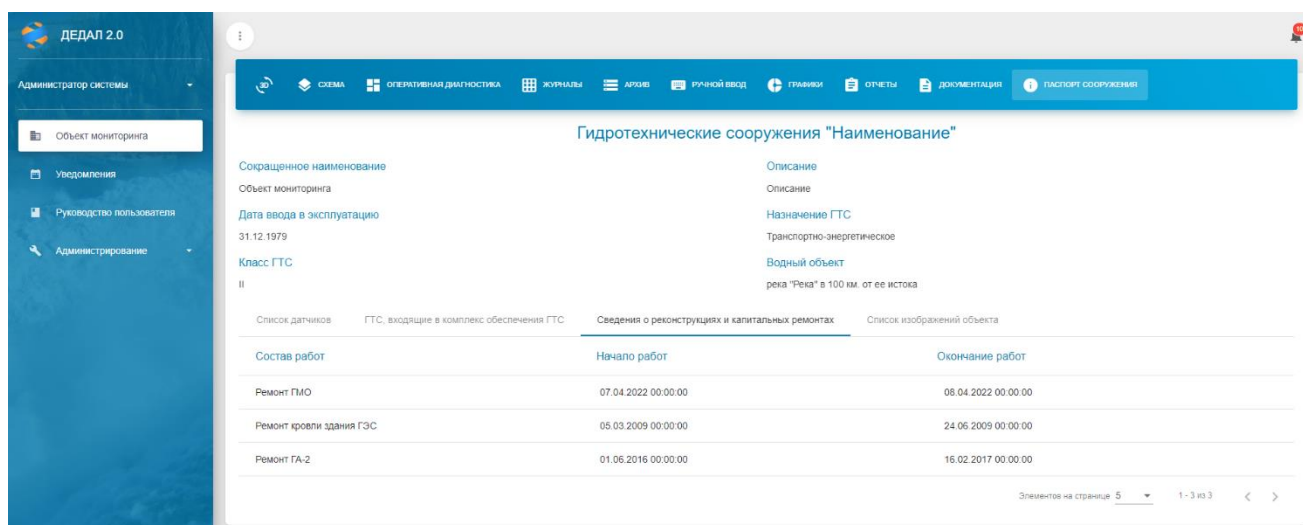 ДЕДАЛ 2.0
10
Администратор системы
3D СХЕМА ОПЕРАТИВНАЯ ДИАГНОСТИКА ЖУРНАЛЫ АРХИВ РУЧНОЙ ВВОД ГРАФИКИ ОТЧЕТЫ ДОКУМЕНТАЦИЯ ПАСПОРТ СООРУЖЕНИЯ
Объект мониторинга
Уведомления
Руководство пользователя
Администрирование
Гидротехнические сооружения "Наименование"
Сокращенное наименование Описание
Объект мониторинга Описание
Дата ввода в эксплуатацию Назначение ГТС
31.12.1979 Транспортно-энергетическое
Класс ГТС Водный объект
II река "Река" в 100 км. от ее истока
Список датчиков ГТС, входящие в комплекс обеспечения ГТС Сведения о реконструкциях и капитальных ремонтах Список изображений объекта
Состав работ Начало работ Окончание работ
Ремонт ГМО 07.04.2022 00:00:00 08.04.2022 00:00:00
Ремонт кровли здания ГЭС 05.03.2009 00:00:00 24.06.2009 00:00:00
Ремонт ГА-2 01.06.2016 00:00:00 16.02.2017 00:00:00
Элементов на странице 5 1 - 3 из 3